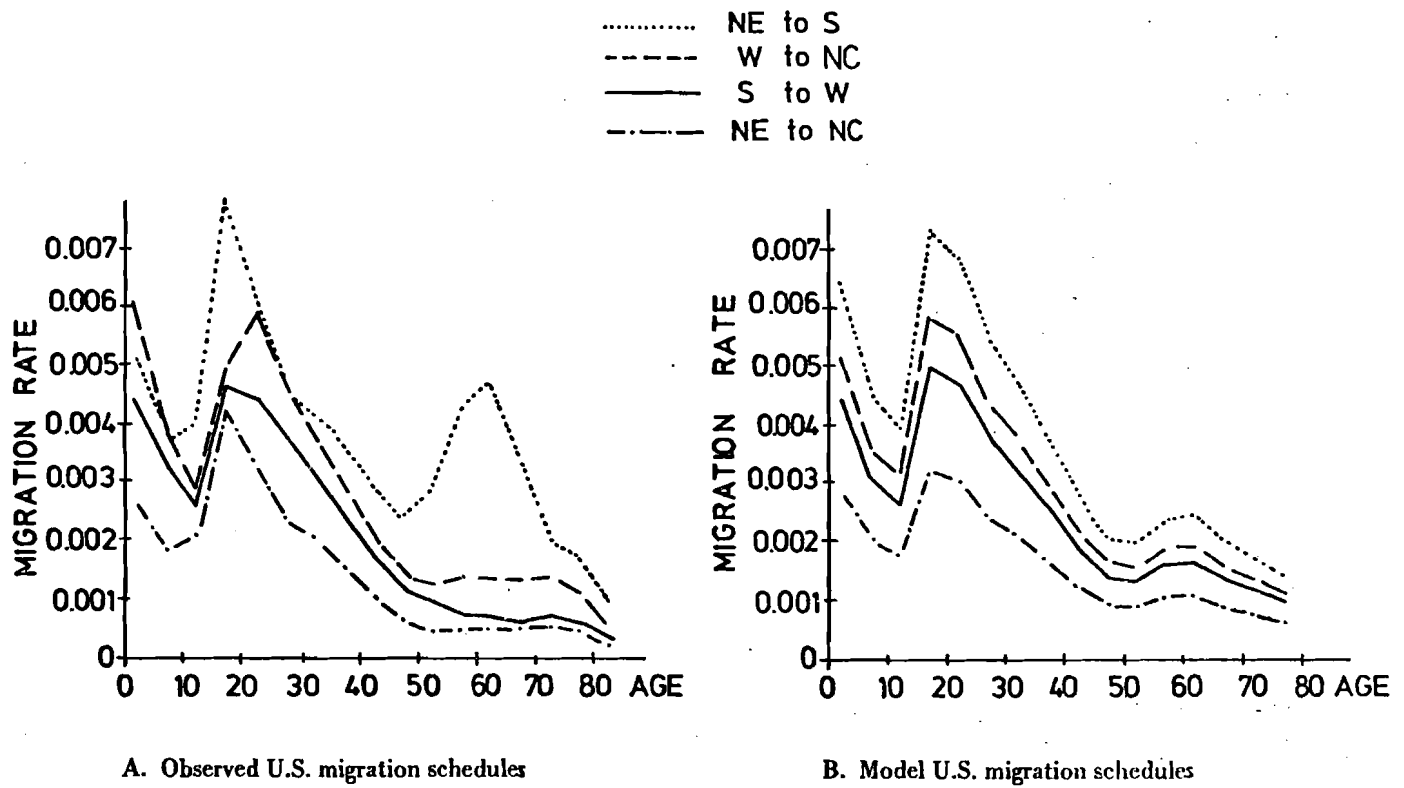 NE to S
W to NC
S to W
NE to NC
MIGRATION RATE
0.007
0.006
0.005
0.004
0.003
0.002
0.001
0
0 10 20 30 40 50 60 70 80 AGE
A. Observed U.S. migration schedules
MIGRATION RATE
0.007
0.006
0.005
0.004
0.003
0.002
0.001
0
0 10 20 30 40 50 60 70 80 AGE
B. Model U.S. migration schedules